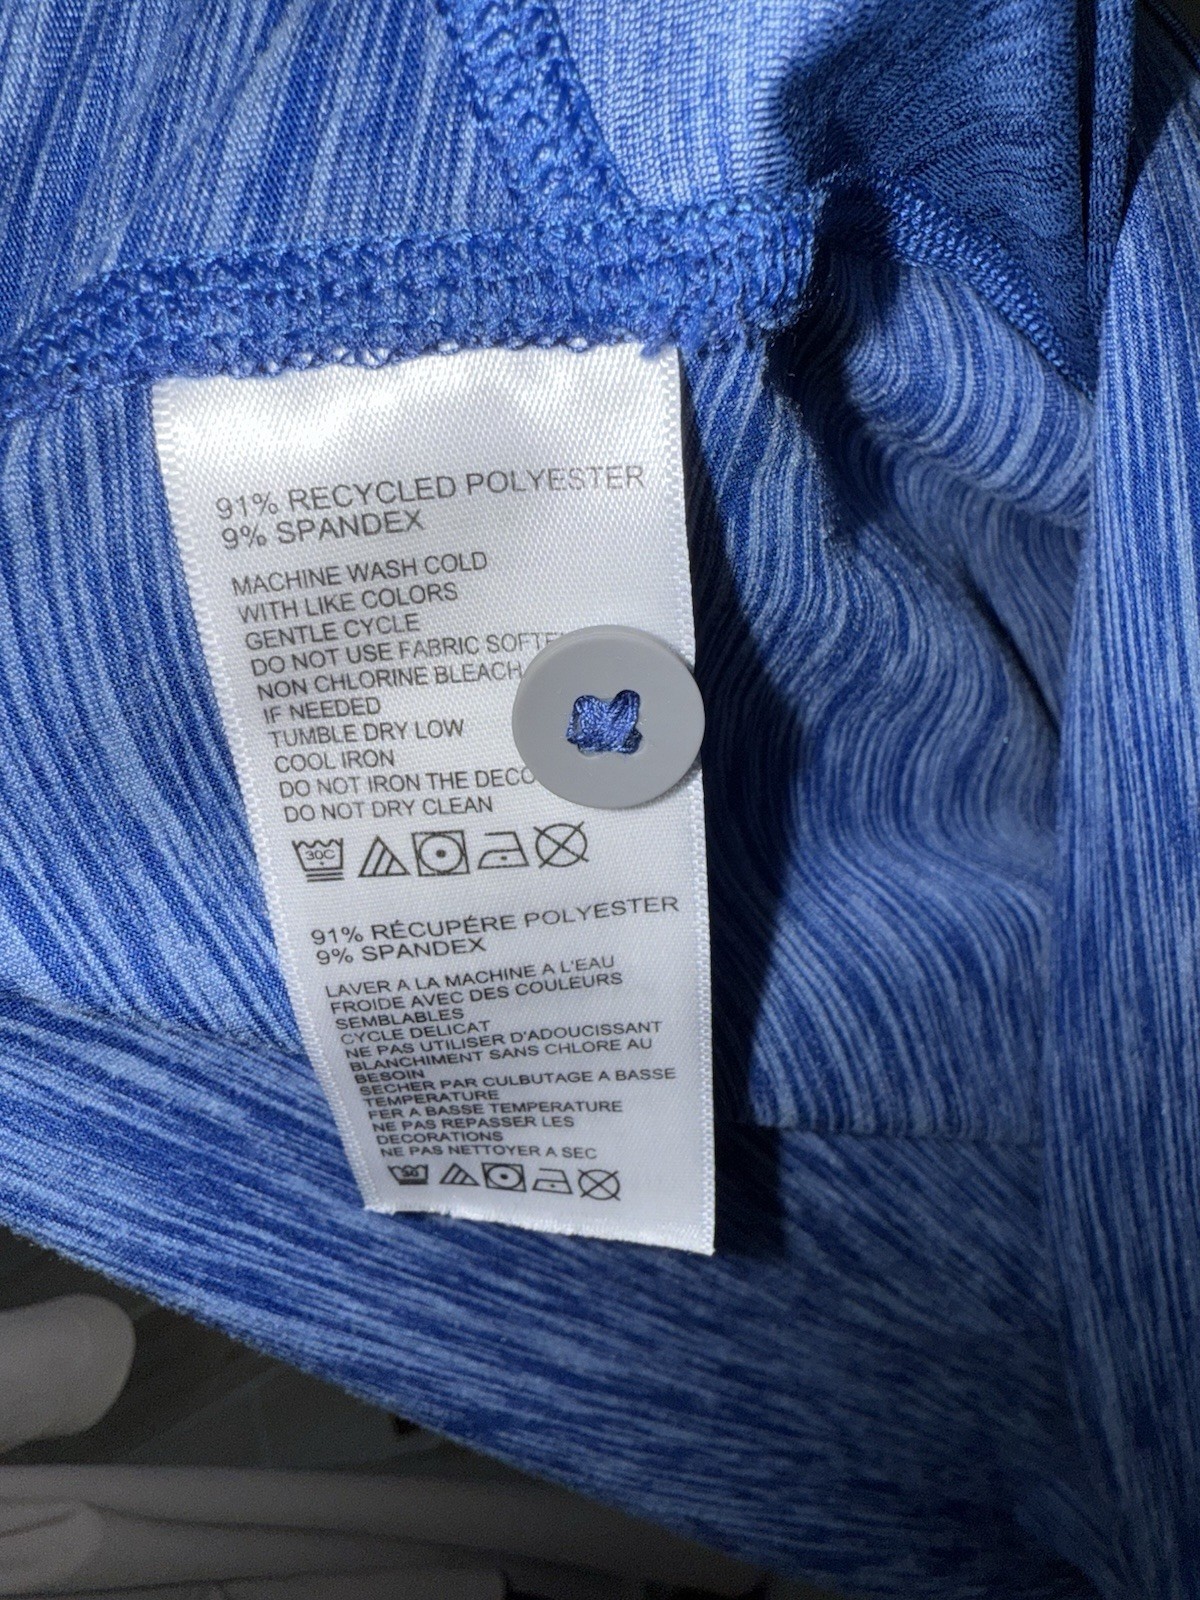 91% RECYCLED POLYESTER
9% SPANDEX
MACHINE WASH COLD
WITH LIKE COLORS
GENTLE CYCLE
DO NOT USE FABRIC
NON CHLORINE BLEACH
IF NEEDED
TUMBLE DRY LOW
COOL IRON
DO NOT IRON THE
DO NOT DRY CLEAN
30C
91% RÉCUPÉRE POLYESTER
9% SPANDEX
LAVER A LA MACHINE A L'EAU
FROIDE AVEC DES COULEURS
SEMBLABLES
CYCLE DELICAT
NE PAS UTILISER D'ADOUCISSANT
BLANCHIMENT SANS CHLORE AU
BESOIN
SECHER PAR CULBUTAGE A BASSE
TEMPERATURE
FER A BASSE TEMPERATURE
NE PAS REPASSER LES
DECORATIONS
NE PAS NETTOYER A SEC